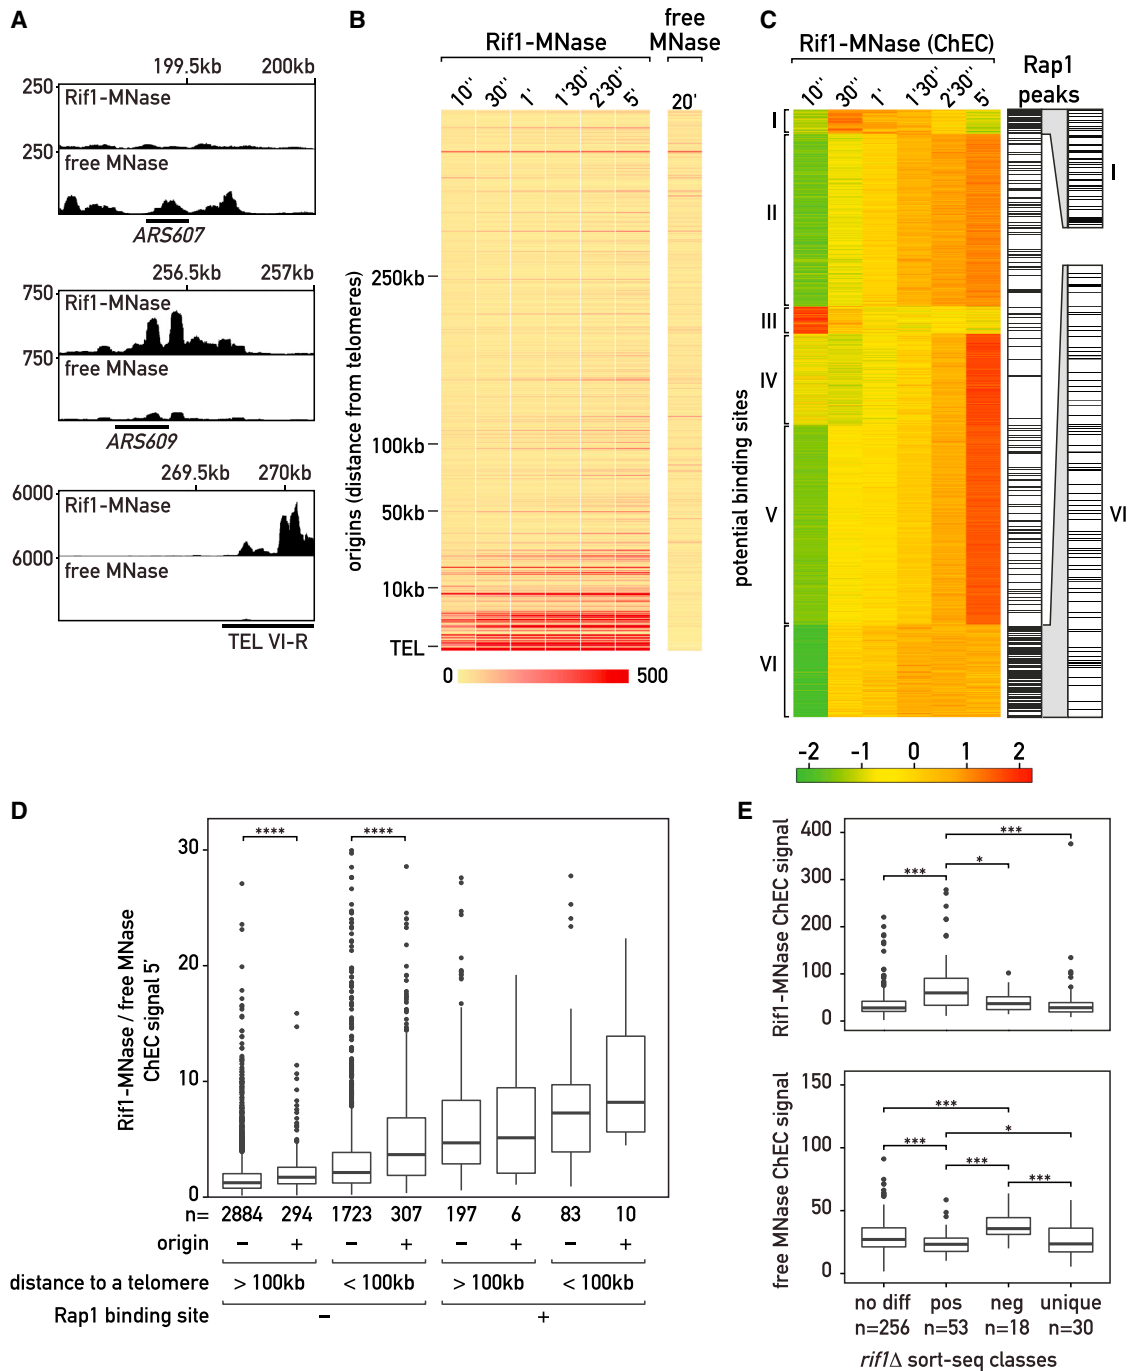 A
199.5kb 200kb
250
Rif1-MNase
250
free MNase
ARS607
256.5kb 257kb
750
Rif1-MNase
750
free MNase
ARS609
269.5kb 270kb
6000
Rif1-MNase
6000
free MNase
TEL VI-R
B
Rif1-MNase
free
MNase
10'' 30'' 1' 1'30'' 2'30'' 5' 20'
origins (distance from telomeres)
250kb
100kb
50kb
10kb
TEL
0 500
C
Rif1-MNase (ChEC)
Rap1
peaks
10'' 30'' 1' 1'30'' 2'30'' 5'
potential binding sites
I
II
III
IV
V
VI
I
VI
-2 -1 0 1 2
D
Rif1-MNase / free MNase
ChEC signal 5'
30
20
10
0
**** ****
n= 2884 294 1723 307 197 6 83 10
origin − + − + − + − +
distance to a telomere > 100kb < 100kb > 100kb < 100kb
Rap1 binding site − +
E
Rif1-MNase ChEC signal
400
300
200
100
0
***
*
***
free MNase ChEC signal
150
100
50
0
***
*
***
***
***
no diff pos neg unique
n=256 n=53 n=18 n=30
rif1Δ sort-seq classes